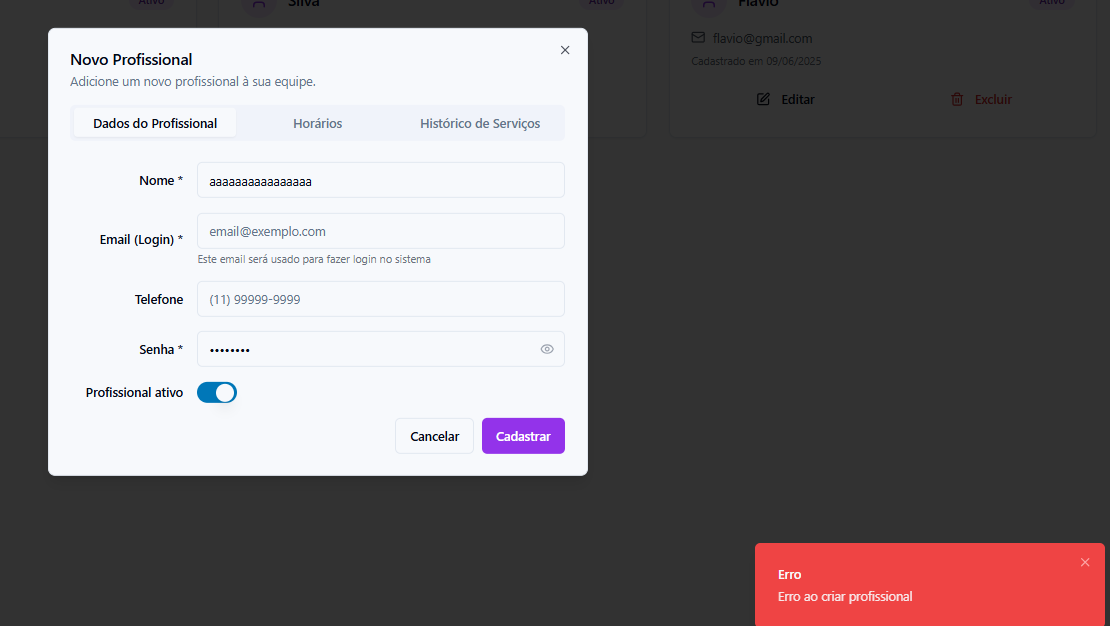 Ativo
Silva
Ativo
Flavio
Ativo
flavio@gmail.com
Cadastrado em 09/06/2025
Editar
Excluir
Novo Profissional
Adicione um novo profissional à sua equipe.
Dados do Profissional
Horários
Histórico de Serviços
Nome *
aaaaaaaaaaaaaaaa
Email (Login) *
email@exemplo.com
Este email será usado para fazer login no sistema
Telefone
(11) 99999-9999
Senha *
••••••••
Profissional ativo
Cancelar
Cadastrar
Erro
Erro ao criar profissional